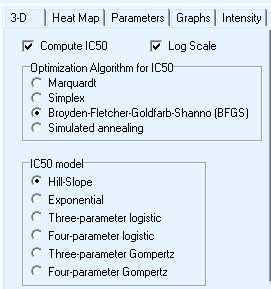 3-D Heat Map Parameters Graphs Intensity
Compute IC50 Log Scale
Optimization Algorithm for IC50
Marquardt
Simplex
Broyden-Fletcher-Goldfarb-Shanno (BFGS)
Simulated annealing
IC50 model
Hill-Slope
Exponential
Three-parameter logistic
Four-parameter logistic
Three-parameter Gompertz
Four-parameter Gompertz